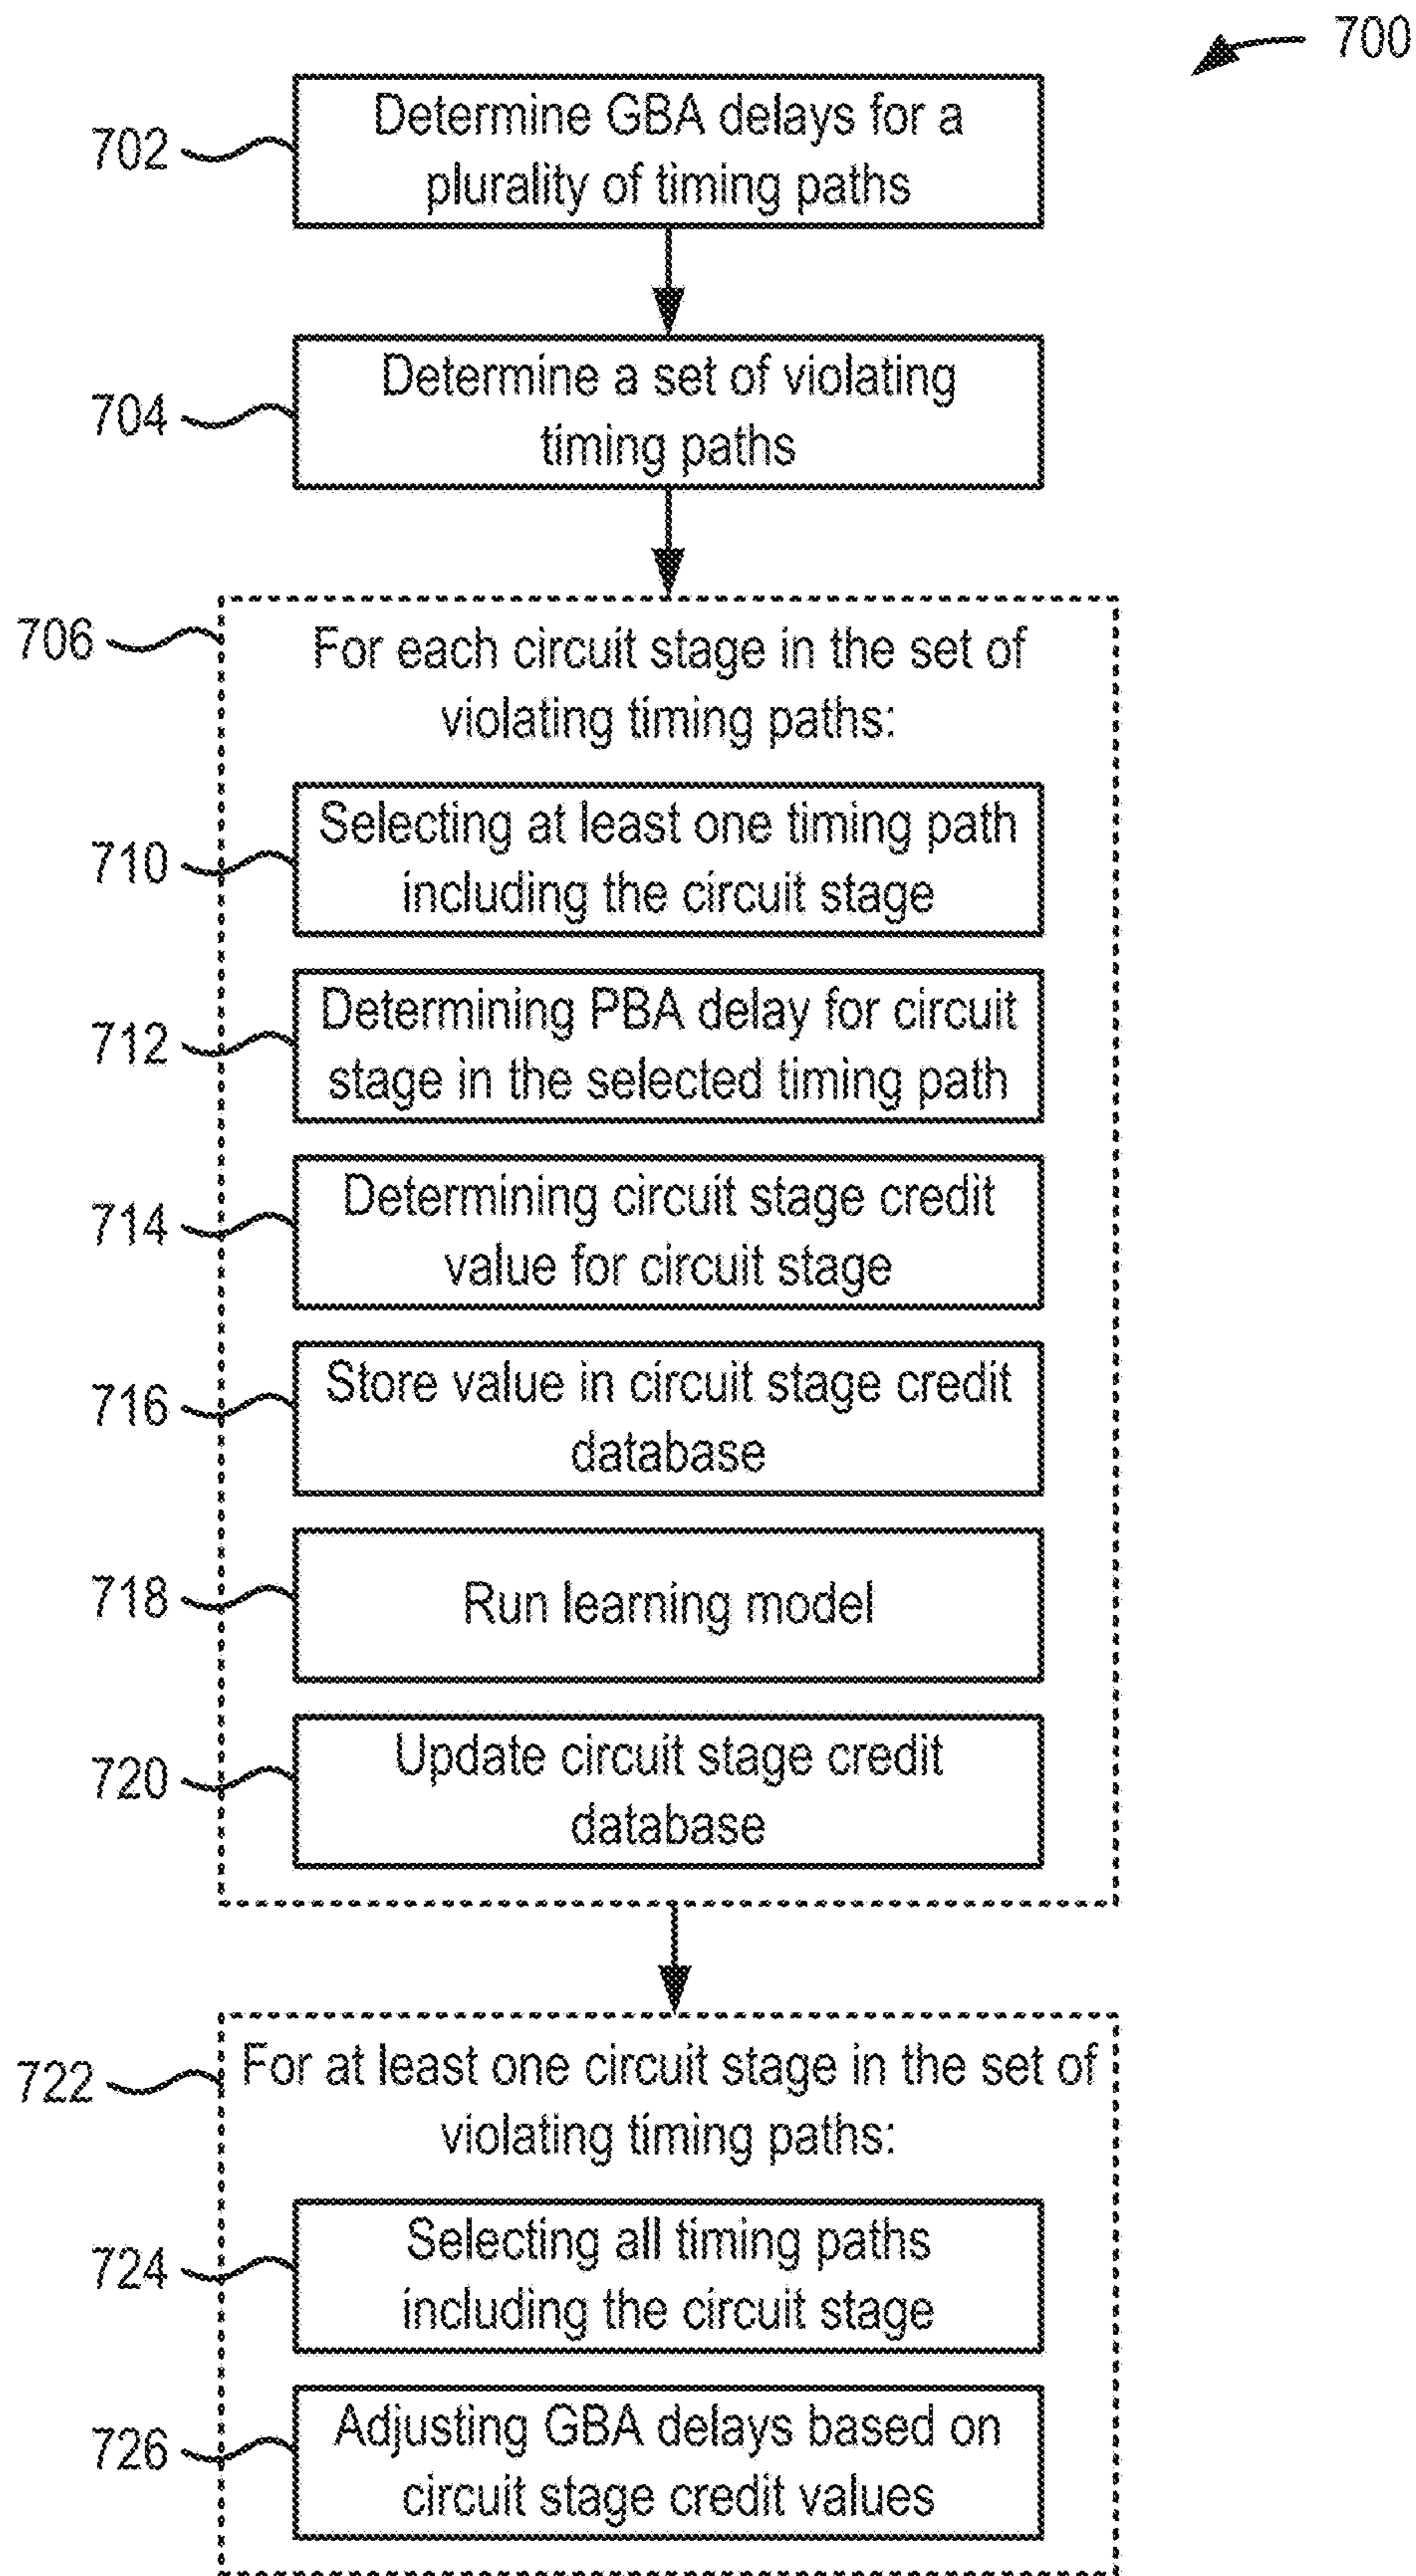 700
702
Determine GBA delays for a
plurality of timing paths
704
Determine a set of violating
timing paths
706
For each circuit stage in the set of
violating timing paths:
710
Selecting at least one timing path
including the circuit stage
712
Determining PBA delay for circuit
stage in the selected timing path
714
Determining circuit stage credit
value for circuit stage
716
Store value in circuit stage credit
database
718
Run learning model
720
Update circuit stage credit
database
722
For at least one circuit stage in the set of
violating timing paths:
724
Selecting all timing paths
including the circuit stage
726
Adjusting GBA delays based on
circuit stage credit values